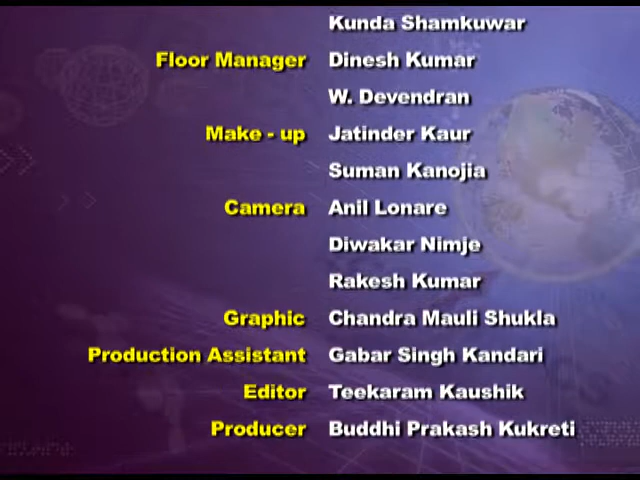 Kunda Shamkuwar
Floor Manager Dinesh Kumar
W. Devendran
Make - up Jatinder Kaur
Suman Kanojia
Camera Anil Lonare
Diwakar Nimje
Rakesh Kumar
Graphic Chandra Mauli Shukla
Production Assistant Gabar Singh Kandari
Editor Teekaram Kaushik
Producer Buddhi Prakash Kukreti